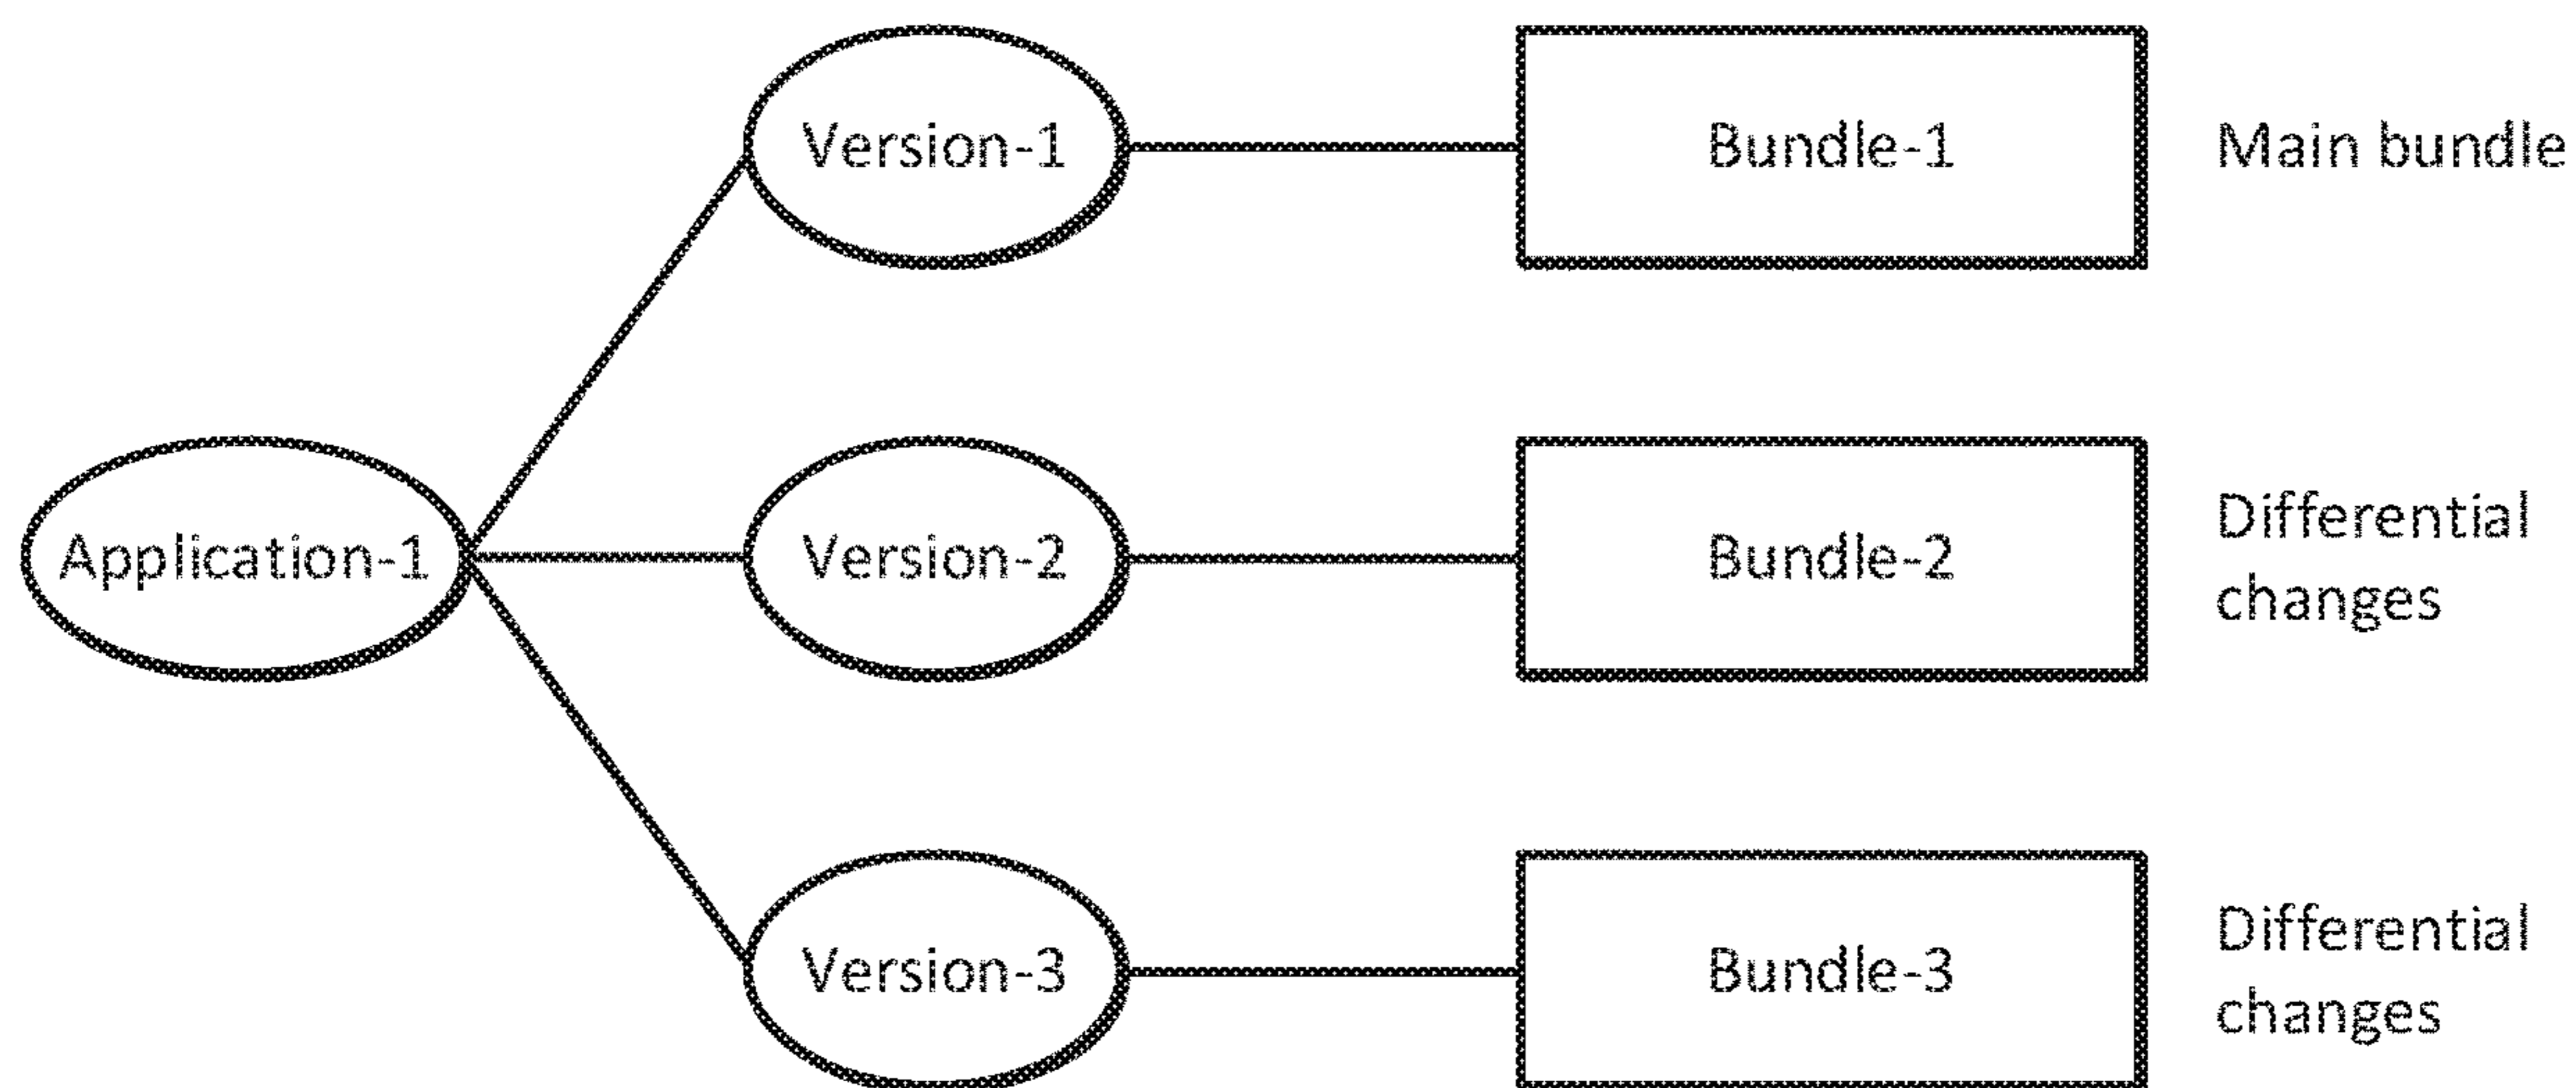 Version-1
Bundle-1
Main bundle
Application-1
Version-2
Bundle-2
Differential
changes
Version-3
Bundle-3
Differential
changes